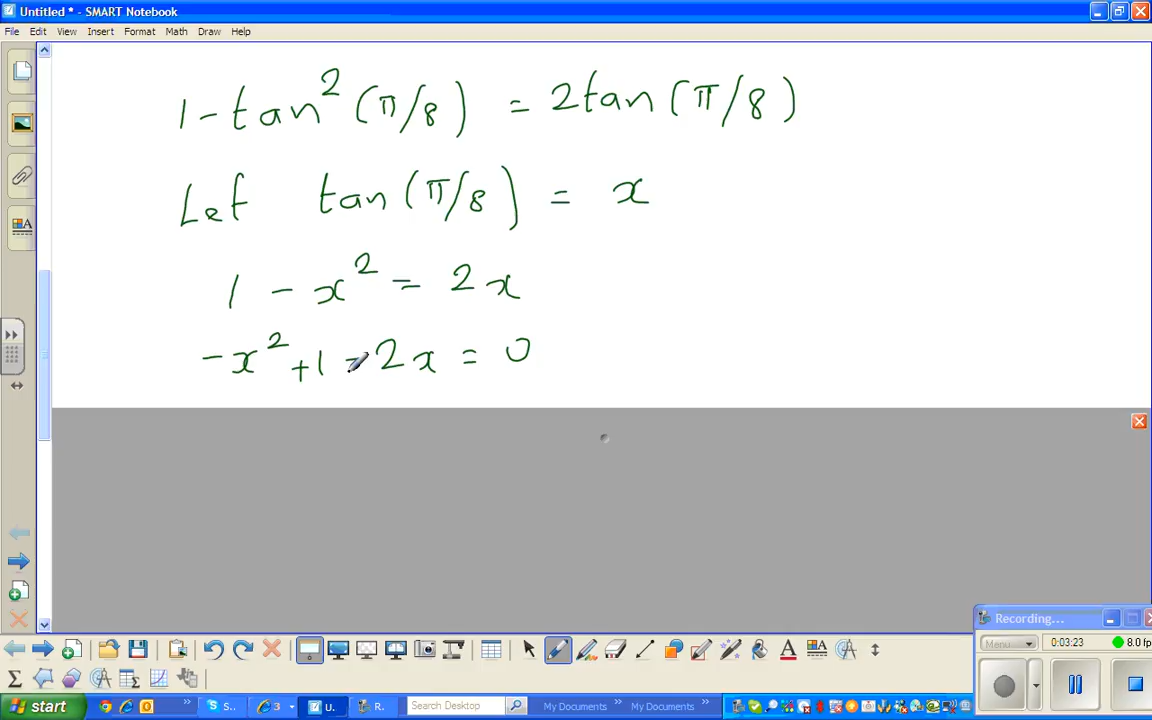 Untitled * - SMART Notebook
File Edit View Insert Format Math Draw Help
1 - tan²(π/8) = 2tan(π/8)
Let tan(π/8) = x
1 - x² = 2x
-x² + 1 - 2x = 0
Recording...
Menu 0:03:23 8.0 fp
start S.. 3 U. R. Search Desktop My Documents » My Documents »